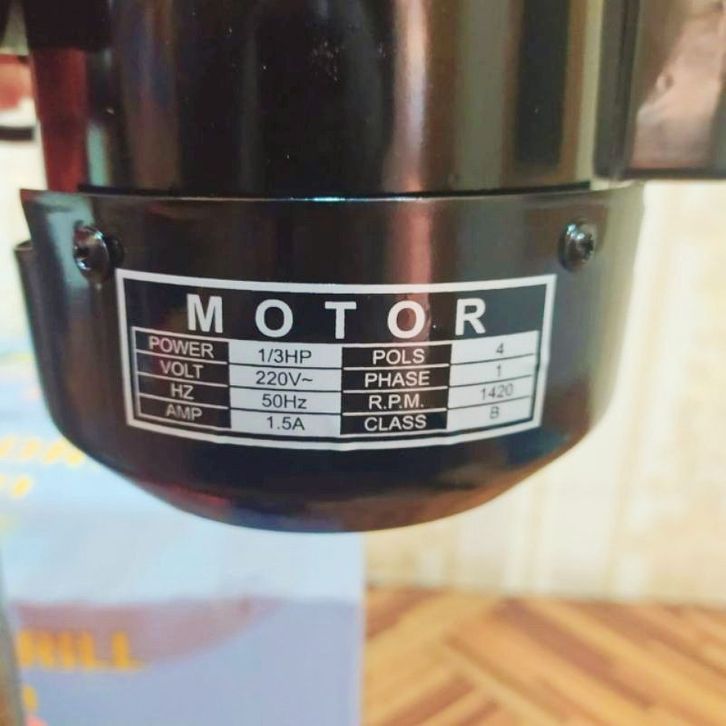 MOTOR
POWER 1/3HP POLS 4
VOLT 220V~ PHASE 1
HZ 50Hz R.P.M. 1420
AMP 1.5A CLASS B
RILL